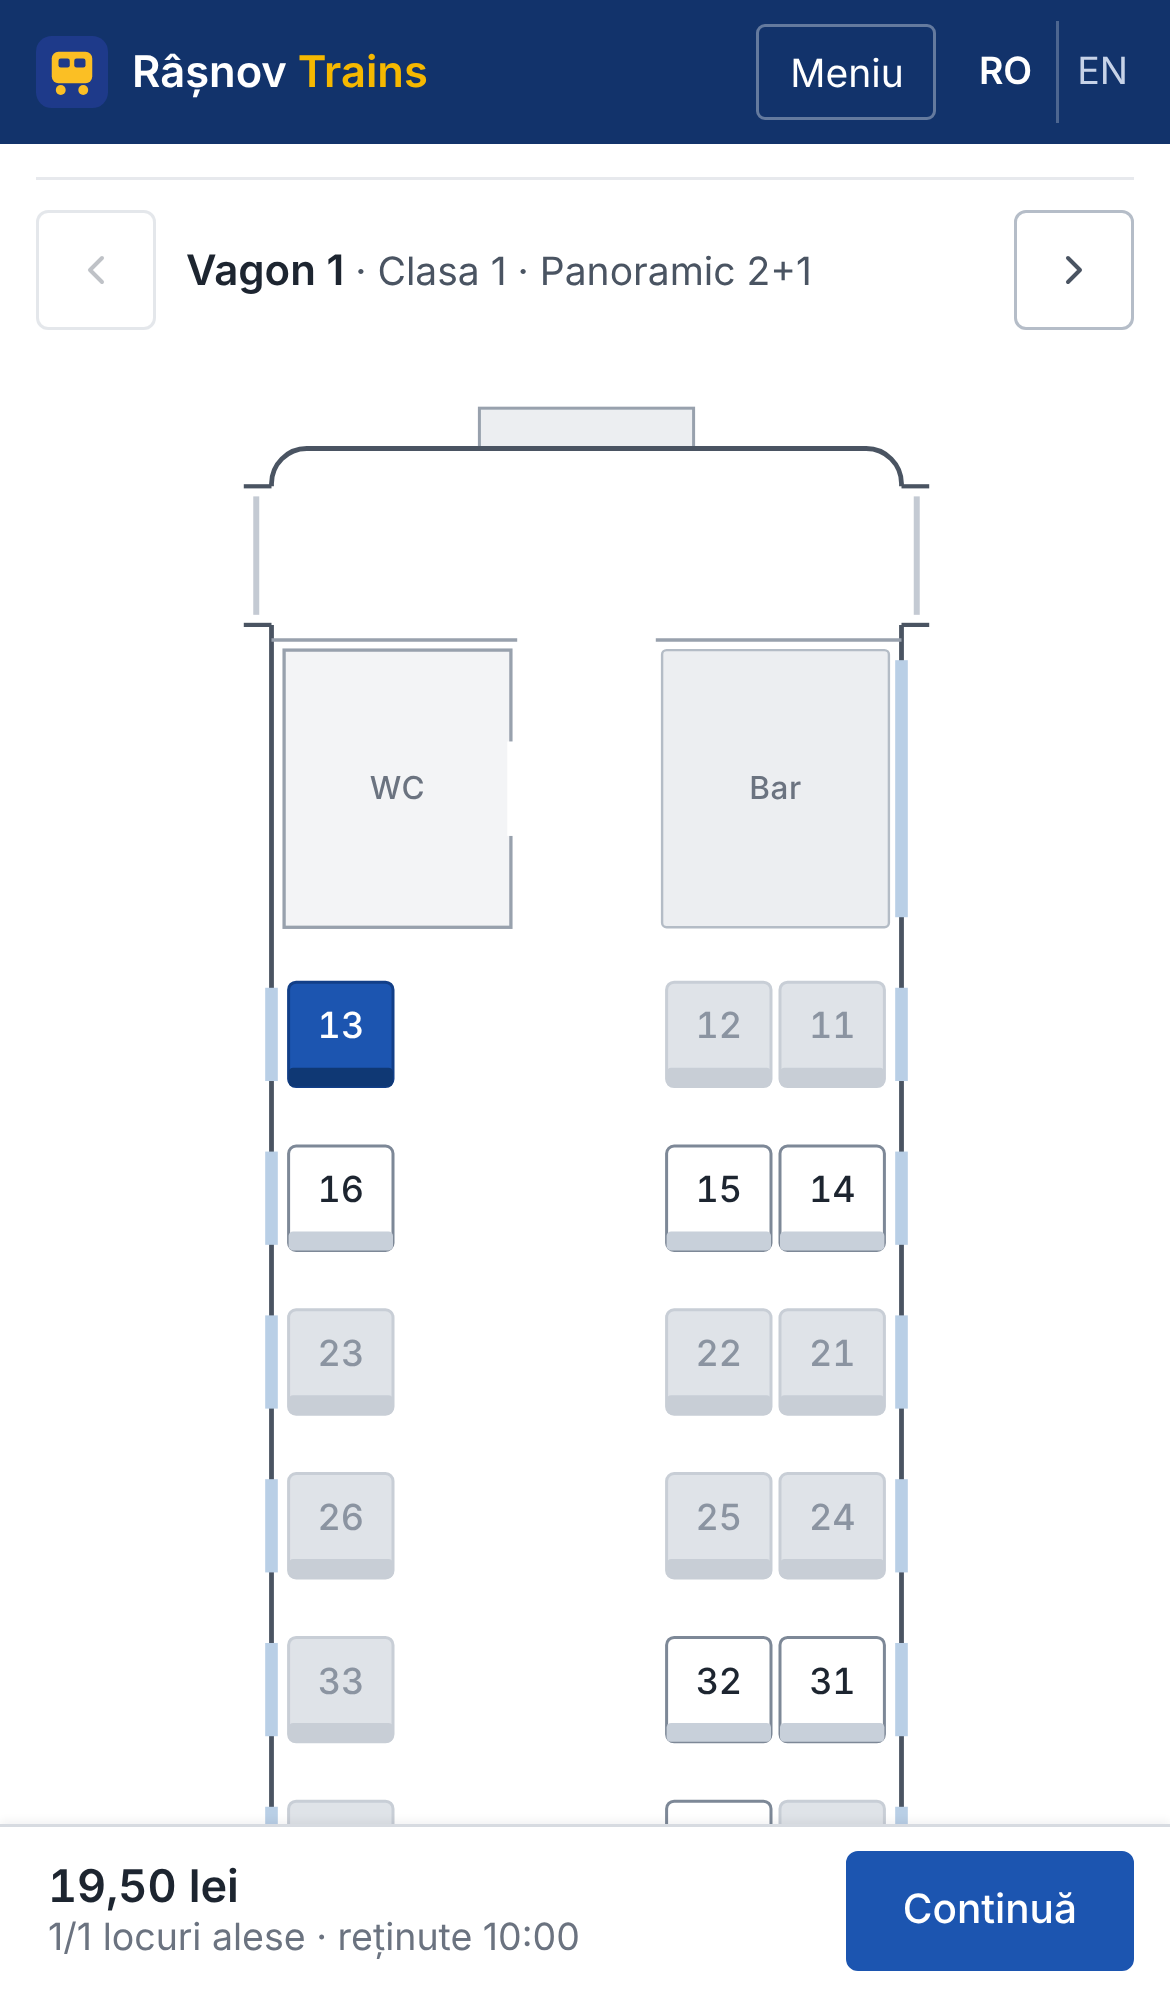 Râșnov Trains
Meniu
RO
EN
Vagon 1 · Clasa 1 · Panoramic 2+1
WC
Bar
13 12 11
16 15 14
23 22 21
26 25 24
33 32 31
19,50 lei
1/1 locuri alese · reținute 10:00
Continuă